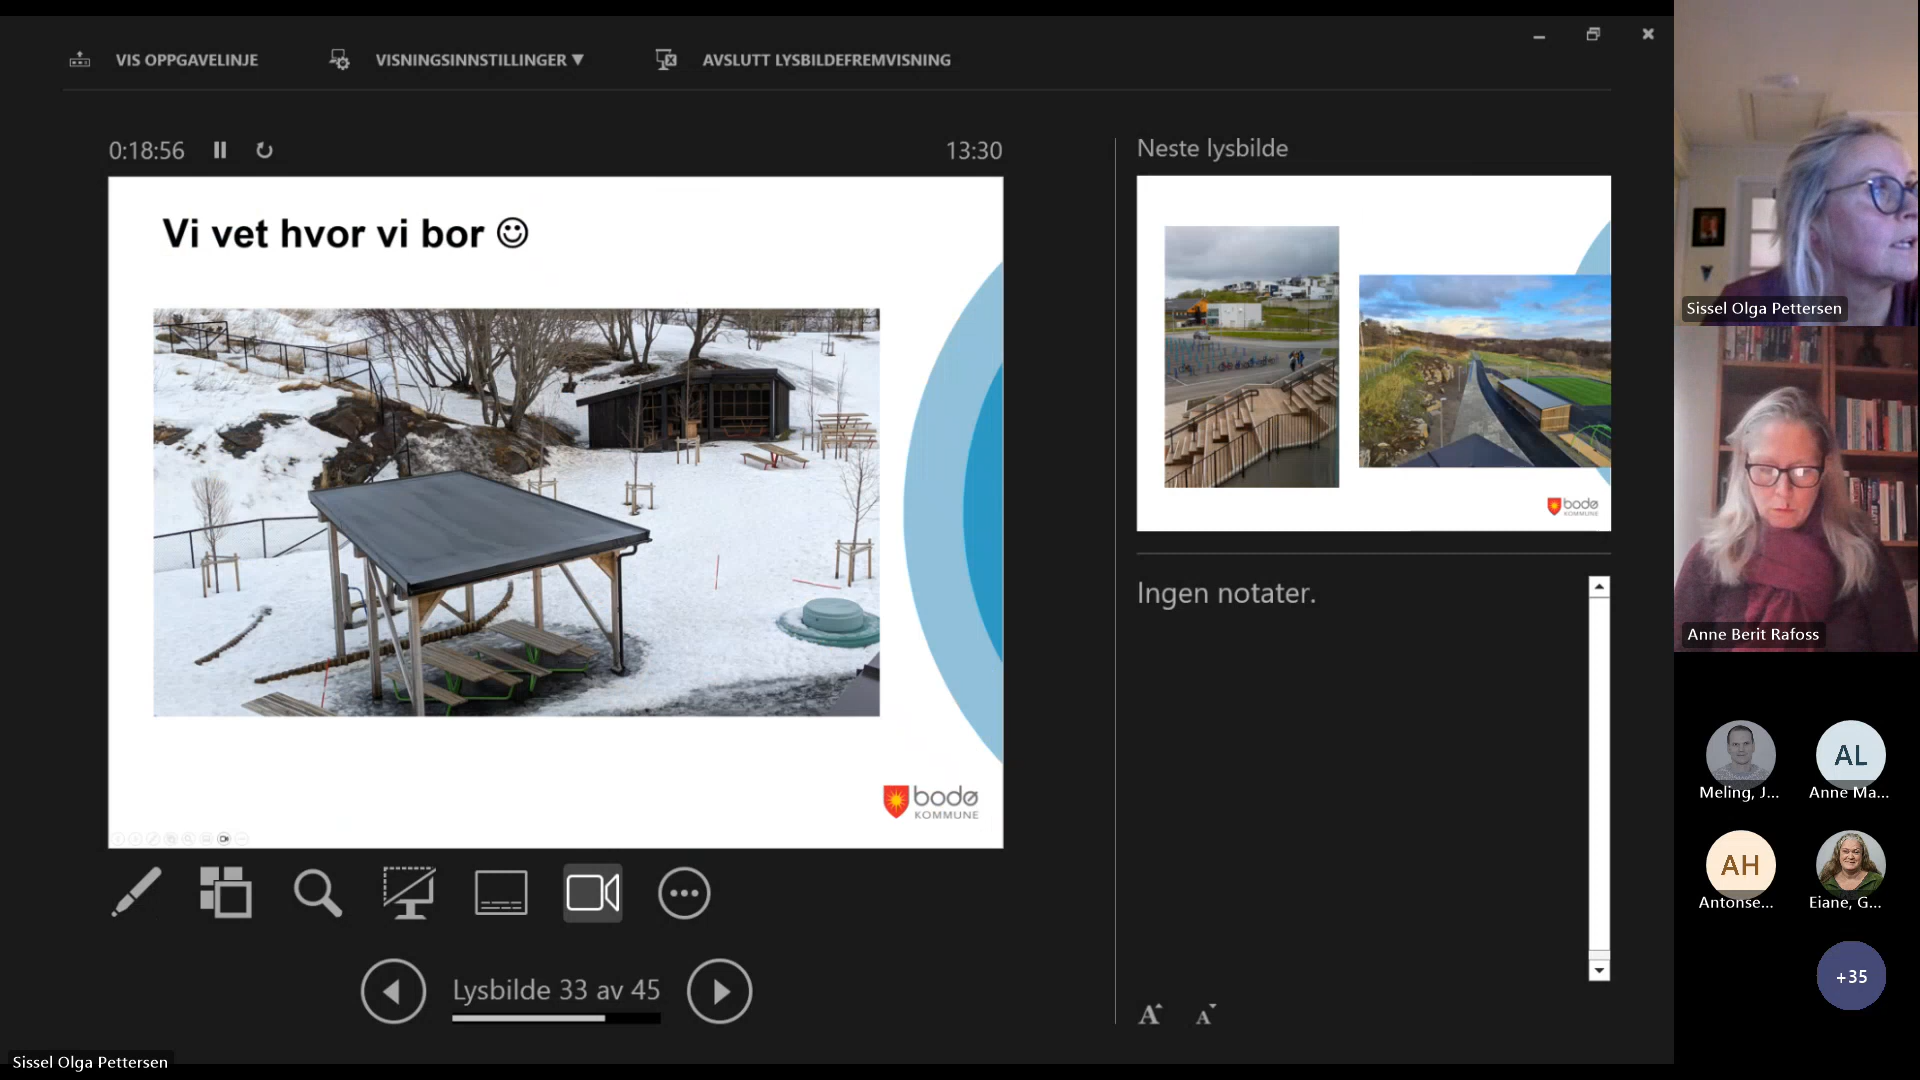 VIS OPPGAVELINJE
VISNINGSINNSTILLINGER ▼
AVSLUTT LYSBILDEFREMVISNING
0:18:56
13:30
Vi vet hvor vi bor ☺
bodø
KOMMUNE
Lysbilde 33 av 45
Neste lysbilde
bodø
KOMMUNE
Ingen notater.
A
A
Sissel Olga Pettersen
Anne Berit Rafoss
Meling, J...
AL
Anne Ma...
AH
Antonse...
Eiane, G...
+35
Sissel Olga Pettersen